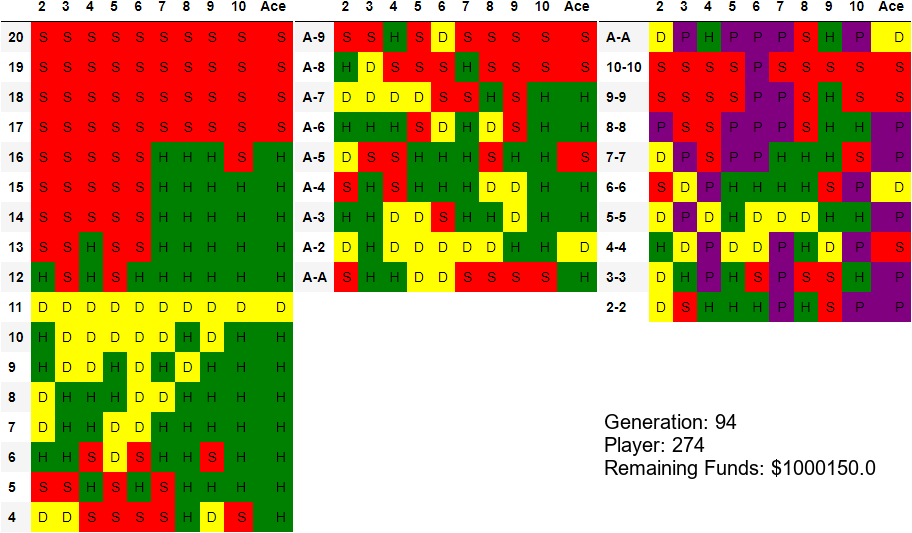 2 3 4 5 6 7 8 9 10 Ace
20 S S S S S S S S S S
19 S S S S S S S S S S
18 S S S S S S S S S S
17 S S S S S S S S S S
16 S S S S S H H H S H
15 S S S S S H H H H H
14 S S S S S H H H H H
13 S S H S S H H H H H
12 H S H S H H H H H H
11 D D D D D D D D D D
10 H D D D D D H D H H
9 H D D H D H D H H H
8 D H H H D D H H H H
7 D H H D D H H H H H
6 H H S D S H H S H H
5 S S H S H S H H H H
4 D D S S S S H D S H
2 3 4 5 6 7 8 9 10 Ace
A-9 S S H S D S S S S S
A-8 H D S S S H S S S S
A-7 D D D D S S H S H H
A-6 H H H S D H D S H H
A-5 D S S H H H S H H S
A-4 S H S H H H D D H H
A-3 H H D D S H H D H H
A-2 D H D D D D D H H D
A-A S H H D D S S S S H
2 3 4 5 6 7 8 9 10 Ace
A-A D P H P P P S H P D
10-10 S S S S P S S S S S
9-9 S S S S P P S H S S
8-8 P S S P P P S H H P
7-7 D P S P P H H H S P
6-6 S D P H H H H S P D
5-5 D P D H D D D H H P
4-4 H D P D D P H D P S
3-3 D H P H S P S S H P
2-2 D S H H H P H S P P
Generation: 94
Player: 274
Remaining Funds: $1000150.0